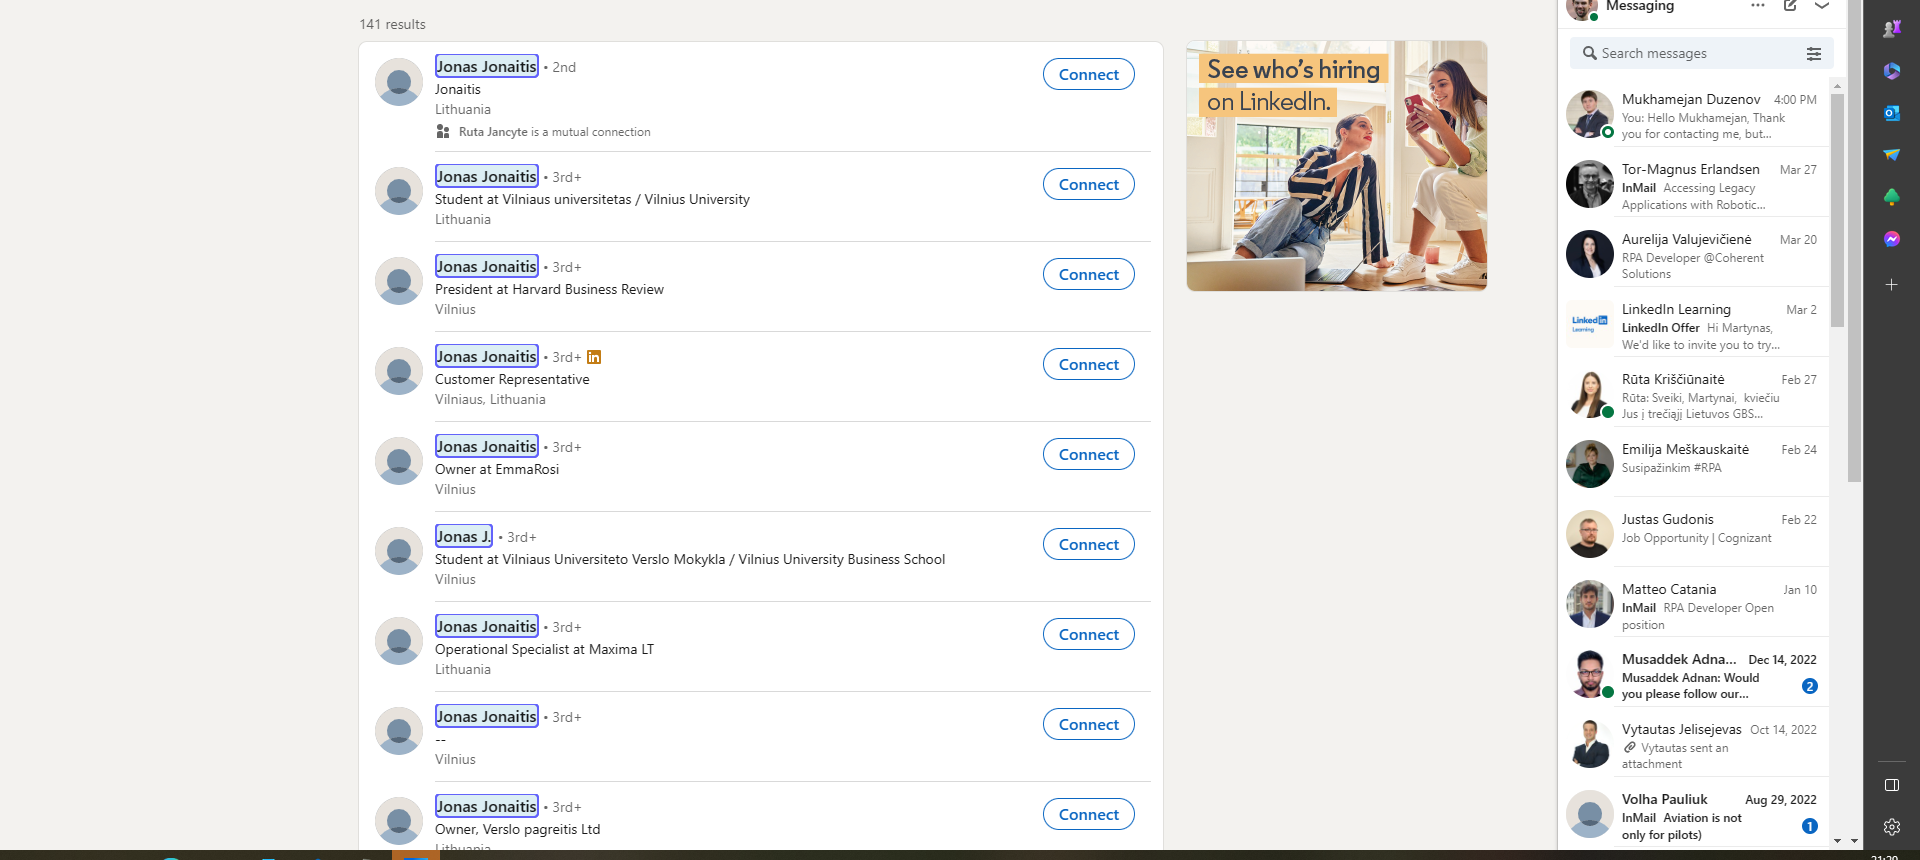 141 results
Jonas Jonaitis • 2nd
Jonaitis
Lithuania
Ruta Jancyte is a mutual connection
Connect
Jonas Jonaitis • 3rd+
Student at Vilniaus universitetas / Vilnius University
Lithuania
Connect
Jonas Jonaitis • 3rd+
President at Harvard Business Review
Vilnius
Connect
Jonas Jonaitis • 3rd+ in
Customer Representative
Vilniaus, Lithuania
Connect
Jonas Jonaitis • 3rd+
Owner at EmmaRosi
Vilnius
Connect
Jonas J. • 3rd+
Student at Vilniaus Universiteto Verslo Mokykla / Vilnius University Business School
Vilnius
Connect
Jonas Jonaitis • 3rd+
Operational Specialist at Maxima LT
Lithuania
Connect
Jonas Jonaitis • 3rd+
--
Vilnius
Connect
Jonas Jonaitis • 3rd+
Owner, Verslo pagreitis Ltd
Lithuania
Connect
See who's hiring
on LinkedIn.
Messaging
Search messages
Mukhamejan Duzenov 4:00 PM
You: Hello Mukhamejan, Thank
you for contacting me, but...
Tor-Magnus Erlandsen Mar 27
InMail Accessing Legacy
Applications with Robotic...
Aurelija Valujevičienė Mar 20
RPA Developer @Coherent
Solutions
Linked in
Learning
LinkedIn Learning Mar 2
LinkedIn Offer Hi Martynas,
We'd like to invite you to try...
Rūta Kriščiūnaitė Feb 27
Rūta: Sveiki, Martynai, kviečiu
Jus į trečiąjį Lietuvos GBS...
Emilija Meškauskaitė Feb 24
Susipažinkim #RPA
Justas Gudonis Feb 22
Job Opportunity | Cognizant
Matteo Catania Jan 10
InMail RPA Developer Open
position
Musaddek Adna... Dec 14, 2022
Musaddek Adnan: Would
you please follow our... 2
Vytautas Jelisejevas Oct 14, 2022
Vytautas sent an
attachment
Volha Pauliuk Aug 29, 2022
InMail Aviation is not
only for pilots) 1